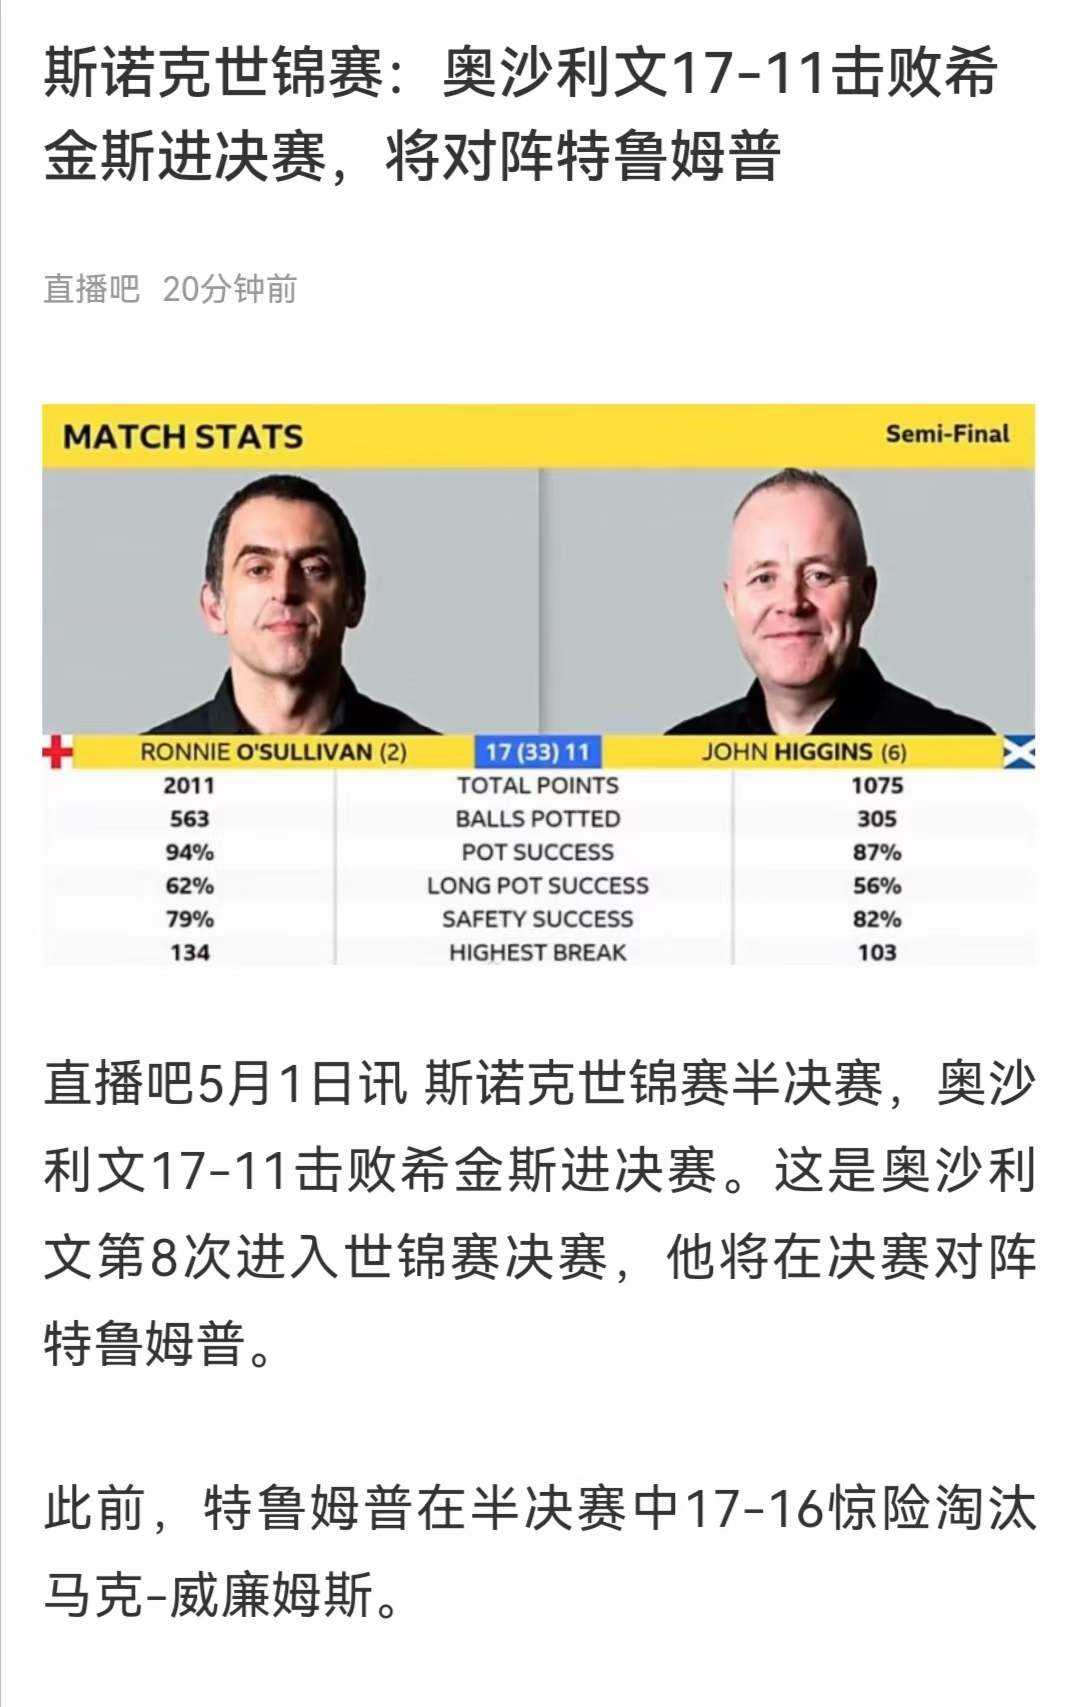 斯诺克世锦赛：奥沙利文17-11击败希
金斯进决赛，将对阵特鲁姆普
直播吧 20分钟前
MATCH STATS Semi-Final
RONNIE O'SULLIVAN (2) 17 (33) 11 JOHN HIGGINS (6)
2011 TOTAL POINTS 1075
563 BALLS POTTED 305
94% POT SUCCESS 87%
62% LONG POT SUCCESS 56%
79% SAFETY SUCCESS 82%
134 HIGHEST BREAK 103
直播吧5月1日讯 斯诺克世锦赛半决赛，奥沙
利文17-11击败希金斯进决赛。这是奥沙利
文第8次进入世锦赛决赛，他将在决赛对阵
特鲁姆普。
此前，特鲁姆普在半决赛中17-16惊险淘汰
马克-威廉姆斯。